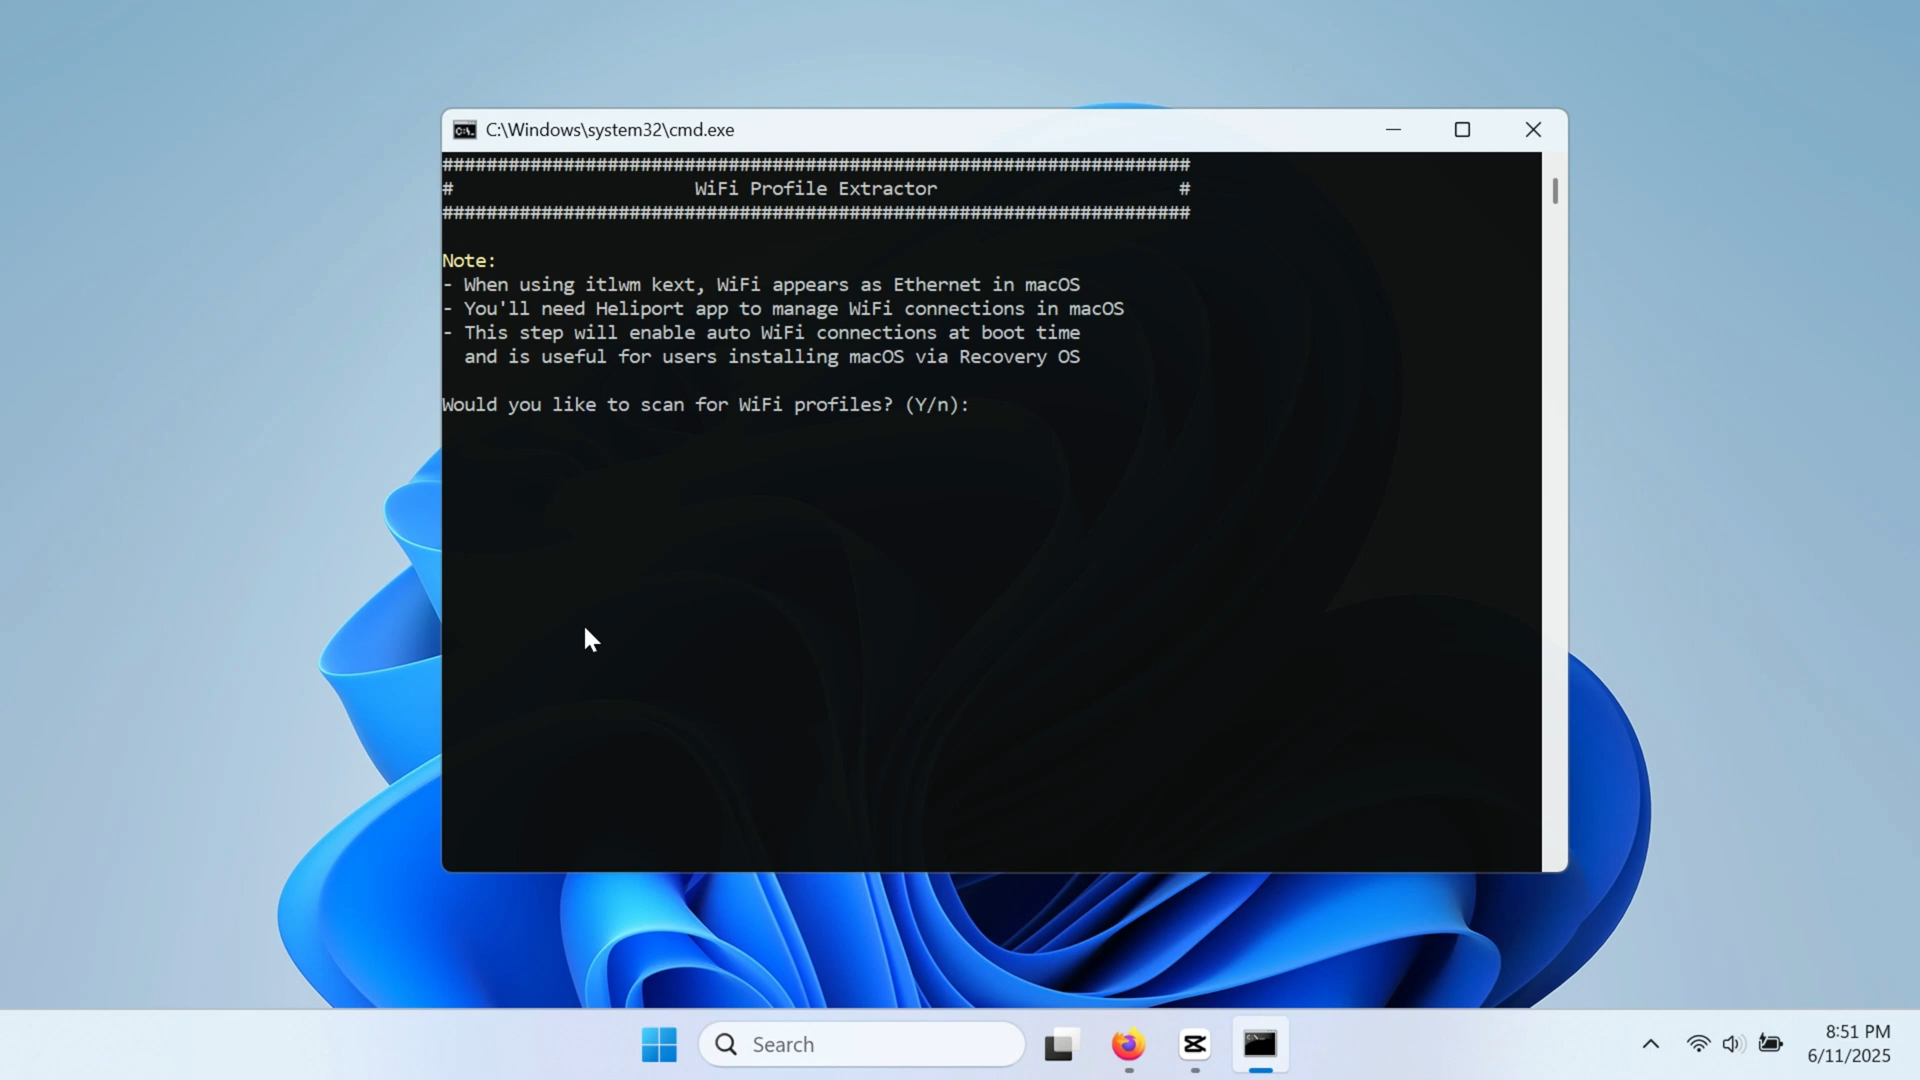 C:\Windows\system32\cmd.exe
####################################################################
# WiFi Profile Extractor #
####################################################################
Note:
- When using itlwm kext, WiFi appears as Ethernet in macOS
- You'll need Heliport app to manage WiFi connections in macOS
- This step will enable auto WiFi connections at boot time
and is useful for users installing macOS via Recovery OS
Would you like to scan for WiFi profiles? (Y/n):
Search
8:51 PM
6/11/2025